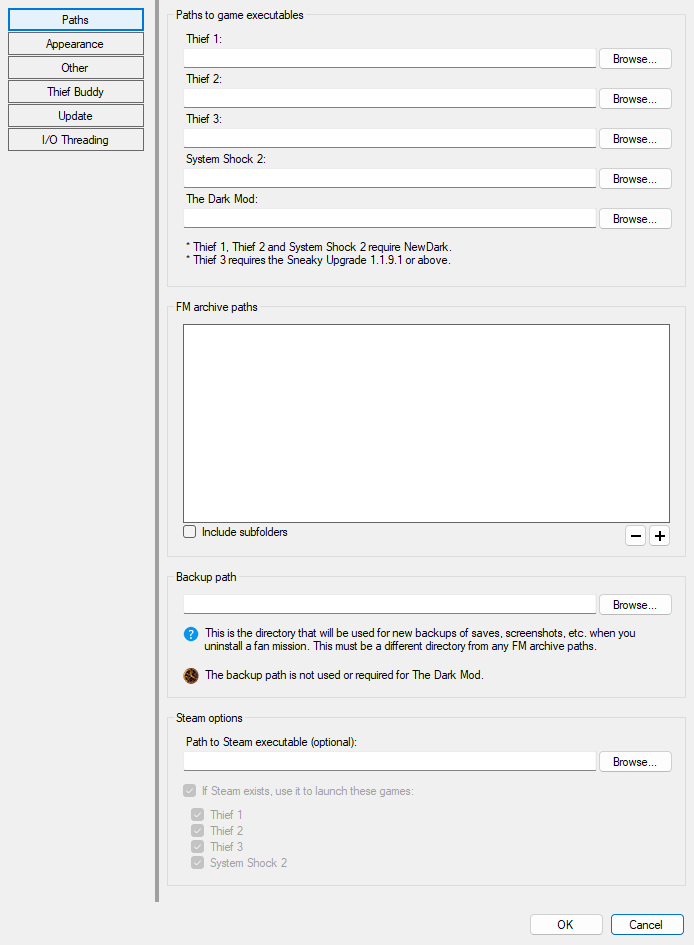 Paths
Appearance
Other
Thief Buddy
Update
I/O Threading
Paths to game executables
Thief 1:
Browse...
Thief 2:
Browse...
Thief 3:
Browse...
System Shock 2:
Browse...
The Dark Mod:
Browse...
* Thief 1, Thief 2 and System Shock 2 require NewDark.
* Thief 3 requires the Sneaky Upgrade 1.1.9.1 or above.
FM archive paths
Include subfolders
Backup path
Browse...
This is the directory that will be used for new backups of saves, screenshots, etc. when you
uninstall a fan mission. This must be a different directory from any FM archive paths.
The backup path is not used or required for The Dark Mod.
Steam options
Path to Steam executable (optional):
Browse...
If Steam exists, use it to launch these games:
Thief 1
Thief 2
Thief 3
System Shock 2
OK
Cancel